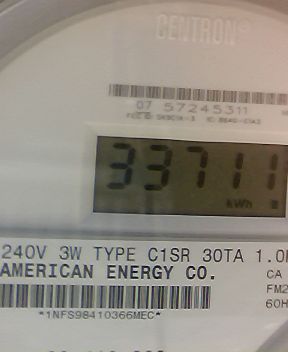 CENTRON®
07 57245311
33711
kWh
240V 3W TYPE C1SR 30TA 1.0
AMERICAN ENERGY CO.
CA
FM2
60H
*1NFS98410366MEC*